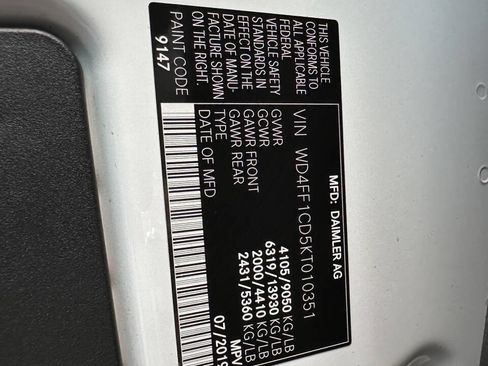 MFD: DAIMLER AG
VIN WD4FF1CD5KT010351
GVWR 4105/9050 KG/LB
GCWR 6319/13930 KG/LB
GAWR FRONT 2000/4410 KG/LB
GAWR REAR 2431/5360 KG/LB
TYPE MPV
DATE OF MFD 07/2019
THIS VEHICLE
CONFORMS TO
ALL APPLICABLE
FEDERAL
VEHICLE SAFETY
STANDARDS IN
EFFECT ON THE
DATE OF MANU-
FACTURE SHOWN
ON THE RIGHT.
PAINT CODE
9147